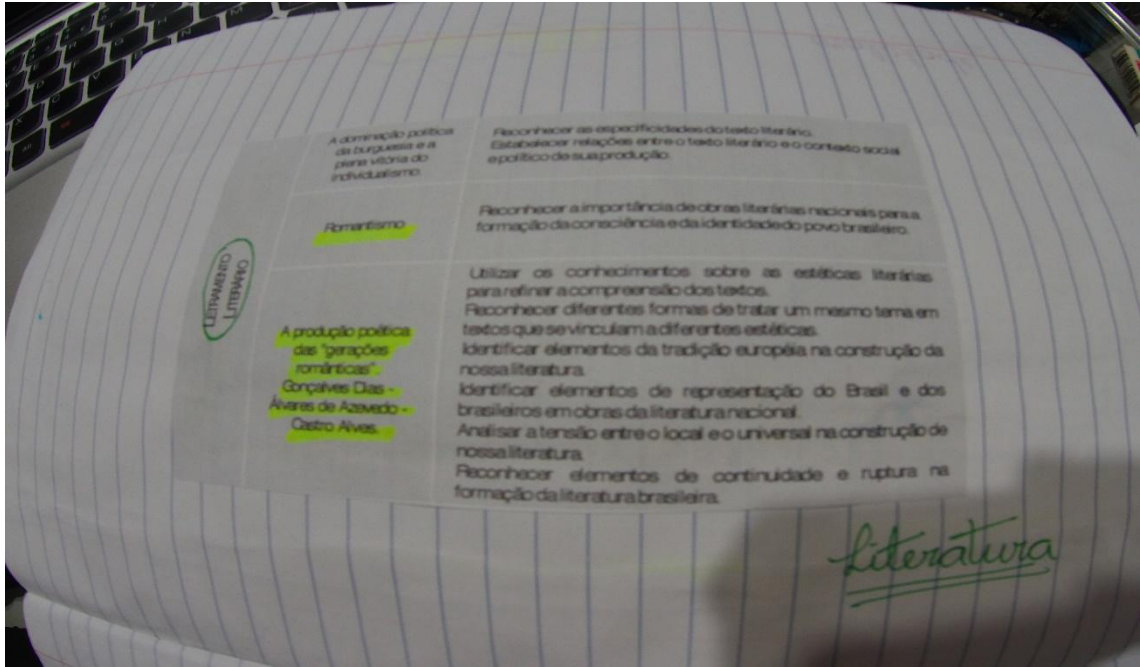 A dominação política
da burguesia e a
plena vitória do
individualismo.
Reconhecer as especificidades do texto literário.
Estabelecer relações entre o texto literário e o contexto social
e político de sua produção.
Romantismo
Reconhecer a importância de obras literárias nacionais para a
formação da consciência e da identidade do povo brasileiro.
LETRAMENTO
LITERÁRIO
A produção poética
das "gerações
românticas".
Gonçalves Dias -
Álvares de Azevedo -
Castro Alves.
Utilizar os conhecimentos sobre as estéticas literárias
para refinar a compreensão dos textos.
Reconhecer diferentes formas de tratar um mesmo tema em
textos que se vinculam a diferentes estéticas.
Identificar elementos da tradição européia na construção da
nossa literatura.
Identificar elementos de representação do Brasil e dos
brasileiros em obras da literatura nacional.
Analisar a tensão entre o local e o universal na construção de
nossa literatura.
Reconhecer elementos de continuidade e ruptura na
formação da literatura brasileira.
Literatura